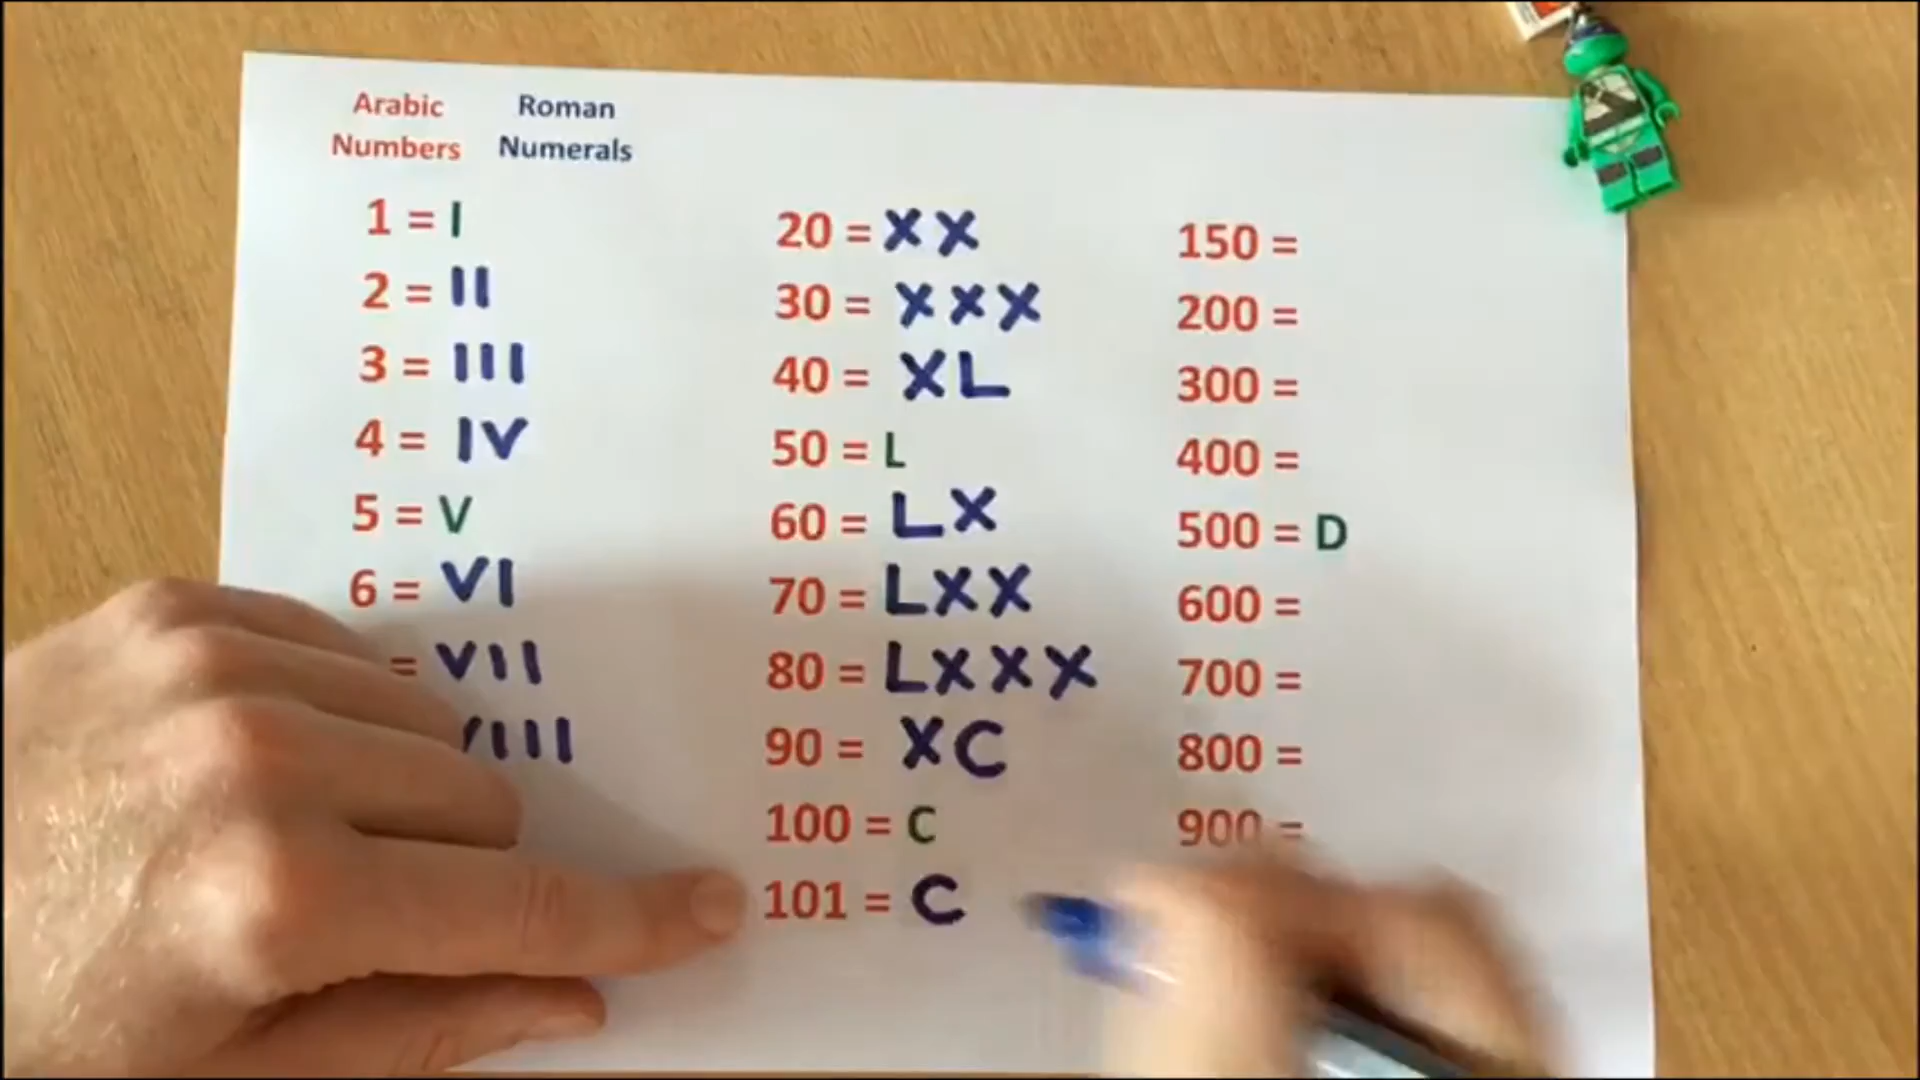 Arabic Numbers
Roman Numerals
1 = I
2 = II
3 = III
4 = IV
5 = V
6 = VI
= VII
VIII
20 = XX
30 = XXX
40 = XL
50 = L
60 = LX
70 = LXX
80 = LXXX
90 = XC
100 = C
101 = C
150 =
200 =
300 =
400 =
500 = D
600 =
700 =
800 =
900 =